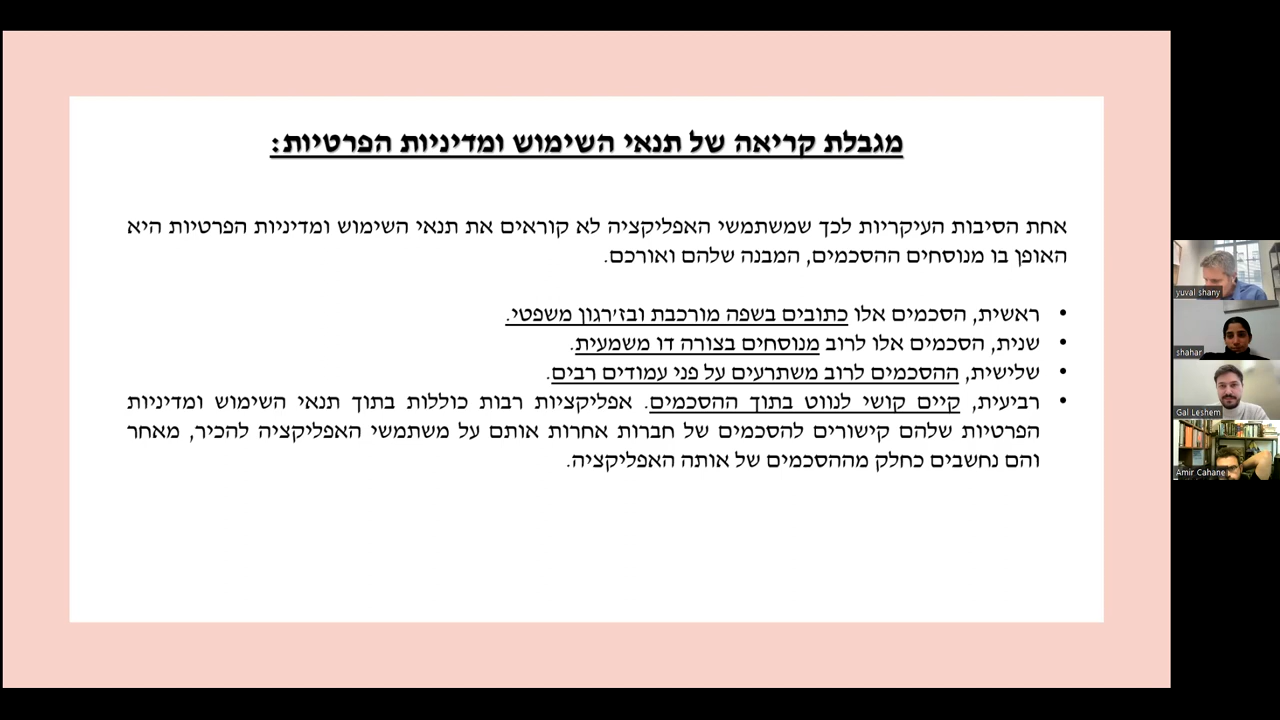 מגבלת קריאה של תנאי השימוש ומדיניות הפרטיות:
אחת הסיבות העיקריות לכך שמשתמשי האפליקציה לא קוראים את תנאי השימוש ומדיניות הפרטיות היא
האופן בו מנוסחים ההסכמים, המבנה שלהם ואורכם.
• ראשית, הסכמים אלו כתובים בשפה מורכבת ובז'רגון משפטי.
• שנית, הסכמים אלו לרוב מנוסחים בצורה דו משמעית.
• שלישית, ההסכמים לרוב משתרעים על פני עמודים רבים.
• רביעית, קיים קושי לנווט בתוך ההסכמים. אפליקציות רבות כוללות בתוך תנאי השימוש ומדיניות
הפרטיות שלהם קישורים להסכמים של חברות אחרות אותם על משתמשי האפליקציה להכיר, מאחר
והם נחשבים כחלק מההסכמים של אותה האפליקציה.
yuval shany
shahar
Gal Leshem
Amir Cahane